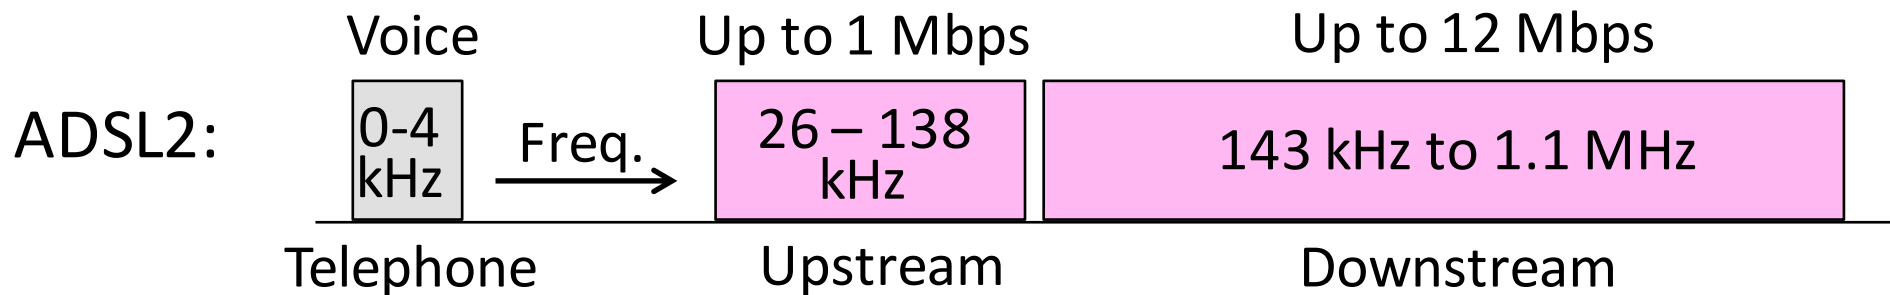 Voice
Up to 1 Mbps
Up to 12 Mbps
ADSL2:
0-4
kHz
Freq.
26 – 138
kHz
143 kHz to 1.1 MHz
Telephone
Upstream
Downstream